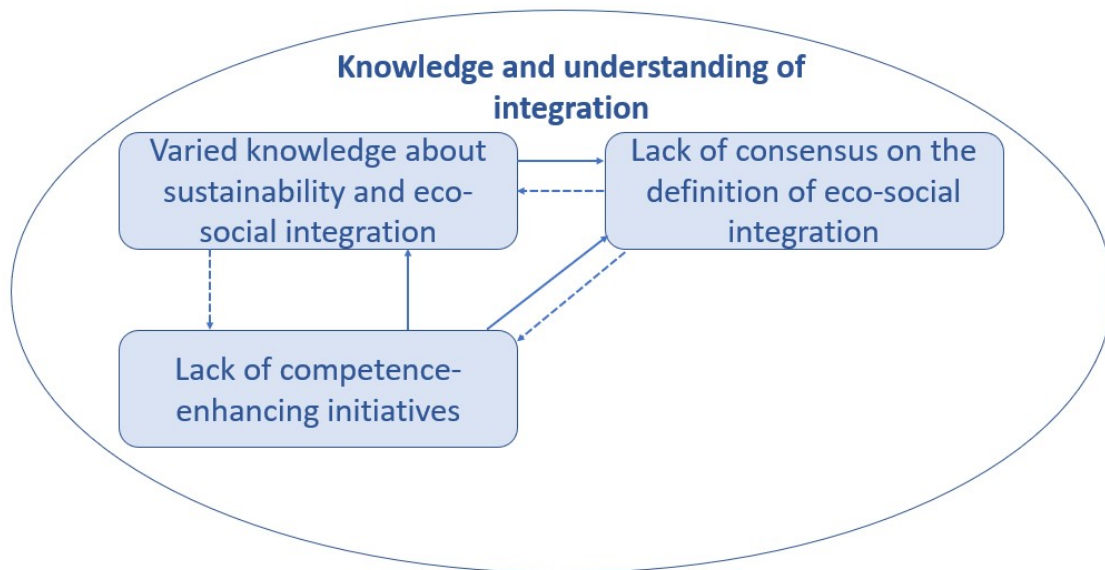 Knowledge and understanding of
integration
Varied knowledge about
sustainability and eco-
social integration
Lack of consensus on the
definition of eco-social
integration
Lack of competence-
enhancing initiatives